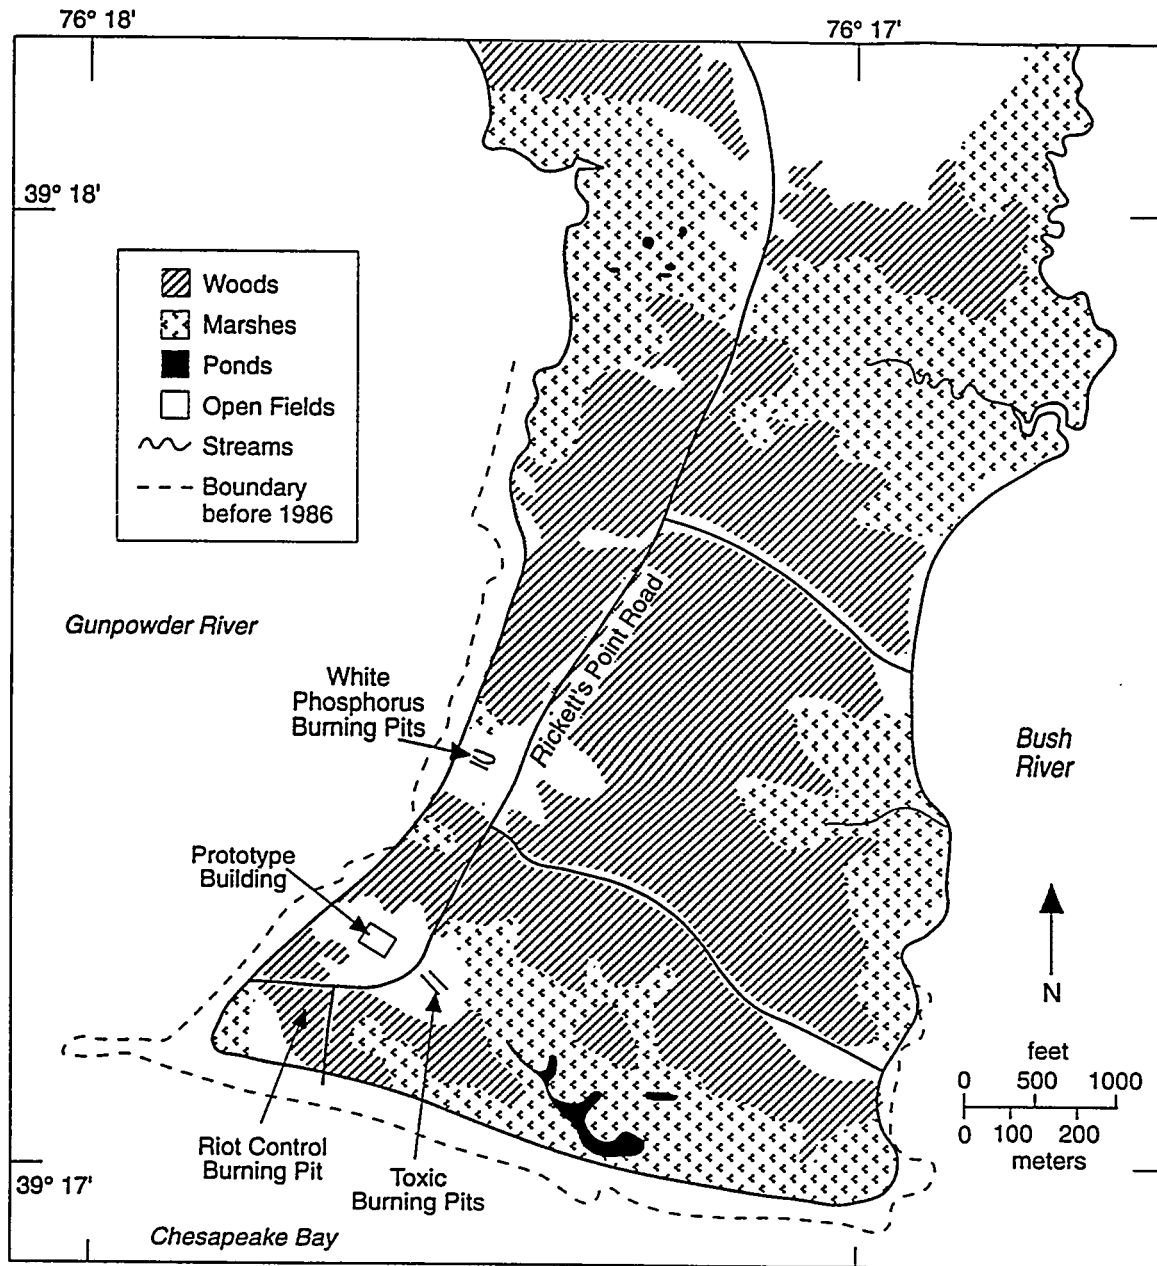 76° 18'
76° 17'
39° 18'
Woods
Marshes
Ponds
Open Fields
Streams
Boundary
before 1986
Gunpowder River
White
Phosphorus
Burning Pits
Rickett's Point Road
Bush
River
Prototype
Building
N
feet
0 500 1000
0 100 200
meters
Riot Control
Burning Pit
Toxic
Burning Pits
39° 17'
Chesapeake Bay